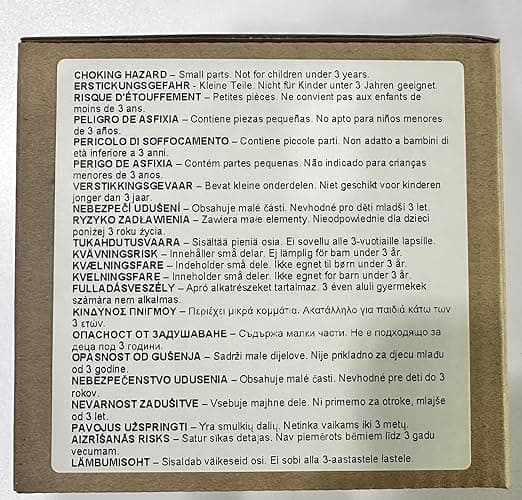 CHOKING HAZARD – Small parts. Not for children under 3 years.
ERSTICKUNGSGEFAHR - Kleine Teile. Nicht für Kinder unter 3 Jahren geeignet.
RISQUE D'ÉTOUFFEMENT – Petites pièces. Ne convient pas aux enfants de
moins de 3 ans.
PELIGRO DE ASFIXIA – Contiene piezas pequeñas. No apto para niños menores
de 3 años.
PERICOLO DI SOFFOCAMENTO – Contiene piccole parti. Non adatto a bambini di
età inferiore a 3 anni.
PERIGO DE ASFIXIA – Contém partes pequenas. Não indicado para crianças
menores de 3 anos.
VERSTIKKINGSGEVAAR – Bevat kleine onderdelen. Niet geschikt voor kinderen
jonger dan 3 jaar.
NEBEZPEČÍ UDUŠENÍ – Obsahuje malé části. Nevhodné pro děti mladší 3 let.
RYZYKO ZADŁAWIENIA – Zawiera małe elementy. Nieodpowiednie dla dzieci
poniżej 3 roku życia.
TUKAHDUTUSVAARA – Sisältää pieniä osia. Ei sovellu alle 3-vuotiaille lapsille.
KVÄVNINGSRISK – Innehåller små delar. Ej lämplig för barn under 3 år.
KVÆLNINGSFARE – Indeholder små dele. Ikke egnet til børn under 3 år.
KVELNINGSFARE – Inneholder små deler. Ikke egnet for barn under 3 år.
FULLADÁSVESZÉLY – Apró alkatrészeket tartalmaz. 3 éven aluli gyermekek
számára nem alkalmas.
ΚΙΝΔΥΝΟΣ ΠΝΙΓΜΟΥ – Περιέχει μικρά κομμάτια. Ακατάλληλο για παιδιά κάτω των
3 ετών.
ОПАСНОСТ ОТ ЗАДУШАВАНЕ – Съдържа малки части. Не е подходящо за
деца под 3 години.
OPASNOST OD GUŠENJA – Sadrži male dijelove. Nije prikladno za djecu mlađu
od 3 godine.
NEBEZPEČENSTVO UDUSENIA – Obsahuje malé časti. Nevhodné pre deti do 3
rokov.
NEVARNOST ZADUŠITVE – Vsebuje majhne dele. Ni primerno za otroke, mlajše
od 3 let.
PAVOJUS UŽSPRINGTI – Yra smulkių dalių. Netinka vaikams iki 3 metų.
AIZRĪŠANĀS RISKS – Satur sīkas detaļas. Nav piemērots bērniem līdz 3 gadu
vecumam.
LÄMBUMISOHT – Sisaldab väikeseid osi. Ei sobi alla 3-aastastele lastele.